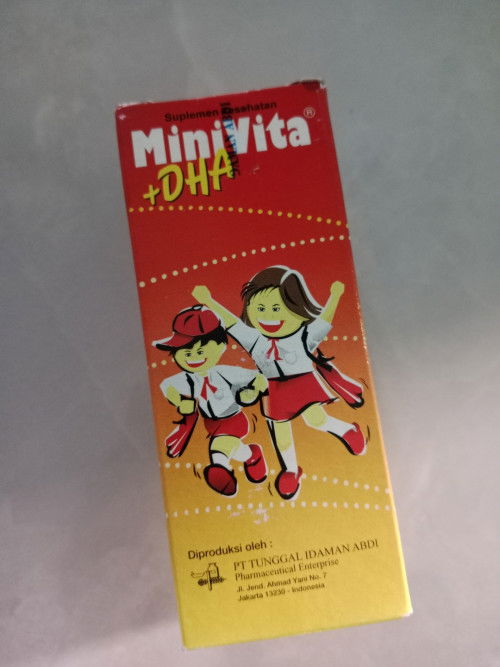 Suplemen Kesehatan
MiniVita®
+DHA
Diproduksi oleh :
PT TUNGGAL IDAMAN ABDI
Pharmaceutical Enterprise
Jl. Jend. Ahmad Yani No. 7
Jakarta 13230 - Indonesia